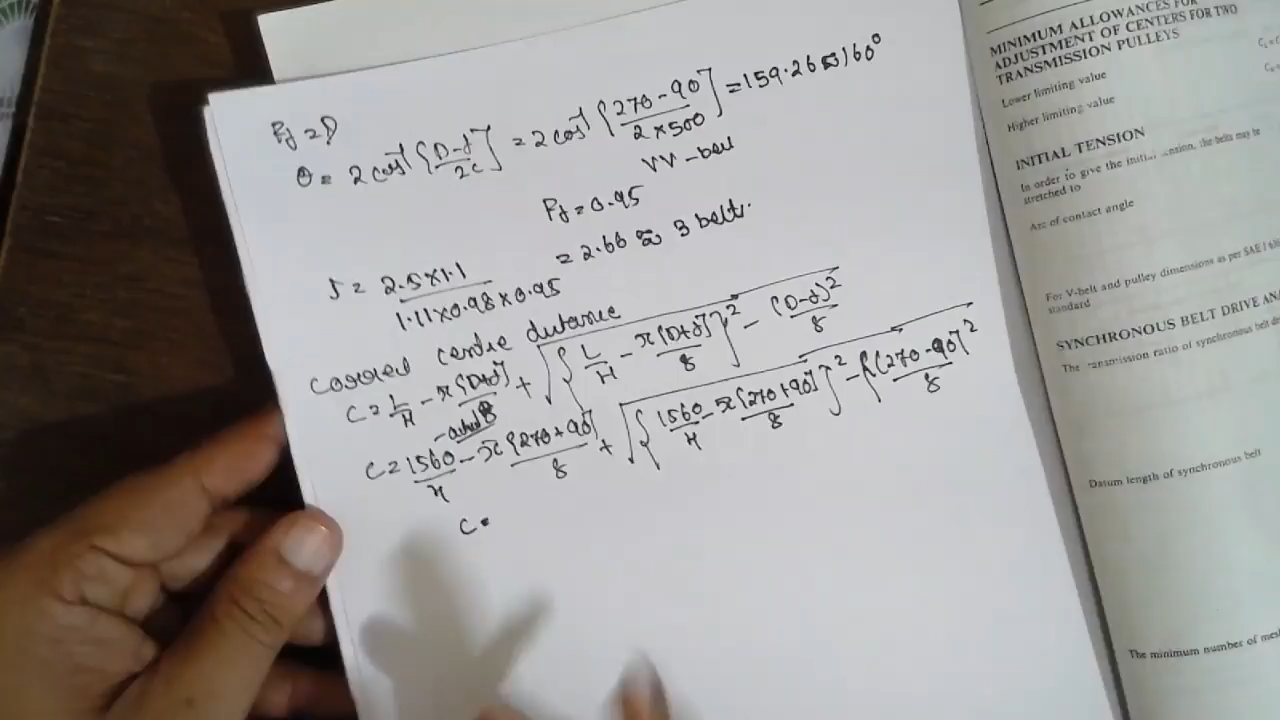 Fd = ?
θ = 2 cos⁻¹ [D-d / 2C] = 2 cos⁻¹ [270-90 / 2×500] = 159.26 ≈ 160°
VV-belt
Fd = 0.95
z = 2.5×1.1 / 1.11×0.98×0.95 = 2.66 ≈ 3 belt.
correct centre distance
C = L/4 - π[D+d]/8 + √{[L/4 - π[D+d]/8]² - (D-d)²/8}
C = 1560/4 - π[270+90]/8 + √{[1560/4 - π[270+90]/8]² - {(270-90)²/8}
C =
MINIMUM ALLOWANCES FOR
ADJUSTMENT OF CENTERS FOR TWO
TRANSMISSION PULLEYS
Lower limiting value
Higher limiting value
INITIAL TENSION
In order to give the the belts may be
stretched to
Arc of contact angle
For V-belt and pulley dimensions as per SAE J 636
standard
SYNCHRONOUS BELT DRIVE ANA
The transmission ratio of synchronous belt
Datum length of synchronous belt
The minimum number of mes